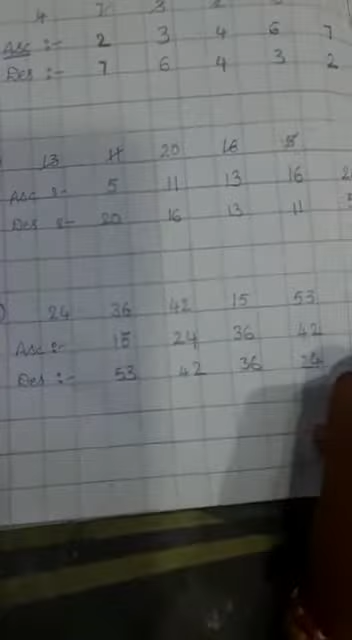 4 7 3
Asc :- 2 3 4 6 7
Des :- 7 6 4 3 2
13 11 20 16 5
Asc :- 5 11 13 16
Des :- 20 16 13 11
24 36 42 15 53
Asc :- 15 24 36 42
Des :- 53 42 36 24